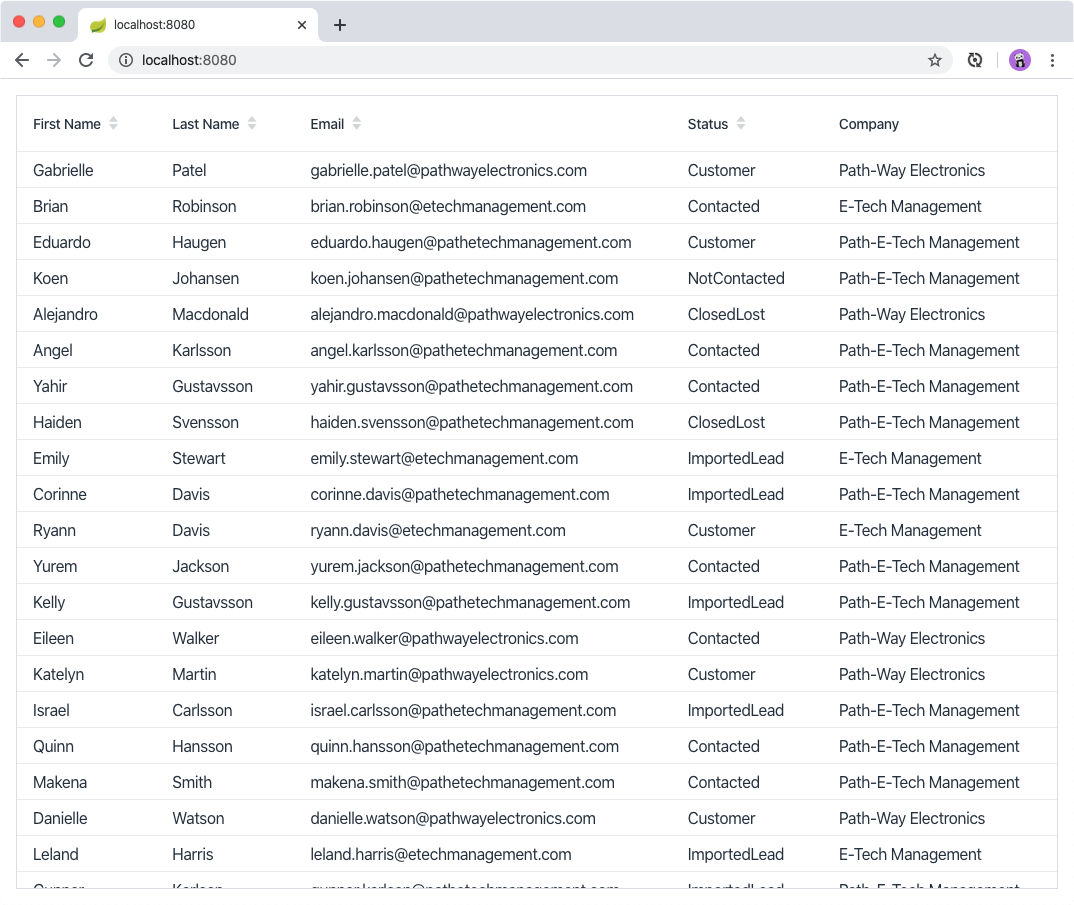 localhost:8080
localhost:8080
First Name Last Name Email Status Company
Gabrielle Patel gabrielle.patel@pathwayelectronics.com Customer Path-Way Electronics
Brian Robinson brian.robinson@etechmanagement.com Contacted E-Tech Management
Eduardo Haugen eduardo.haugen@pathetechmanagement.com Customer Path-E-Tech Management
Koen Johansen koen.johansen@pathetechmanagement.com NotContacted Path-E-Tech Management
Alejandro Macdonald alejandro.macdonald@pathwayelectronics.com ClosedLost Path-Way Electronics
Angel Karlsson angel.karlsson@pathetechmanagement.com Contacted Path-E-Tech Management
Yahir Gustavsson yahir.gustavsson@pathetechmanagement.com Contacted Path-E-Tech Management
Haiden Svensson haiden.svensson@pathetechmanagement.com ClosedLost Path-E-Tech Management
Emily Stewart emily.stewart@etechmanagement.com ImportedLead E-Tech Management
Corinne Davis corinne.davis@pathetechmanagement.com ImportedLead Path-E-Tech Management
Ryann Davis ryann.davis@etechmanagement.com Customer E-Tech Management
Yurem Jackson yurem.jackson@pathetechmanagement.com Contacted Path-E-Tech Management
Kelly Gustavsson kelly.gustavsson@pathetechmanagement.com ImportedLead Path-E-Tech Management
Eileen Walker eileen.walker@pathwayelectronics.com Contacted Path-Way Electronics
Katelyn Martin katelyn.martin@pathwayelectronics.com Customer Path-Way Electronics
Israel Carlsson israel.carlsson@pathetechmanagement.com ImportedLead Path-E-Tech Management
Quinn Hansson quinn.hansson@pathetechmanagement.com Contacted Path-E-Tech Management
Makena Smith makena.smith@pathetechmanagement.com Contacted Path-E-Tech Management
Danielle Watson danielle.watson@pathwayelectronics.com Customer Path-Way Electronics
Leland Harris leland.harris@etechmanagement.com ImportedLead E-Tech Management